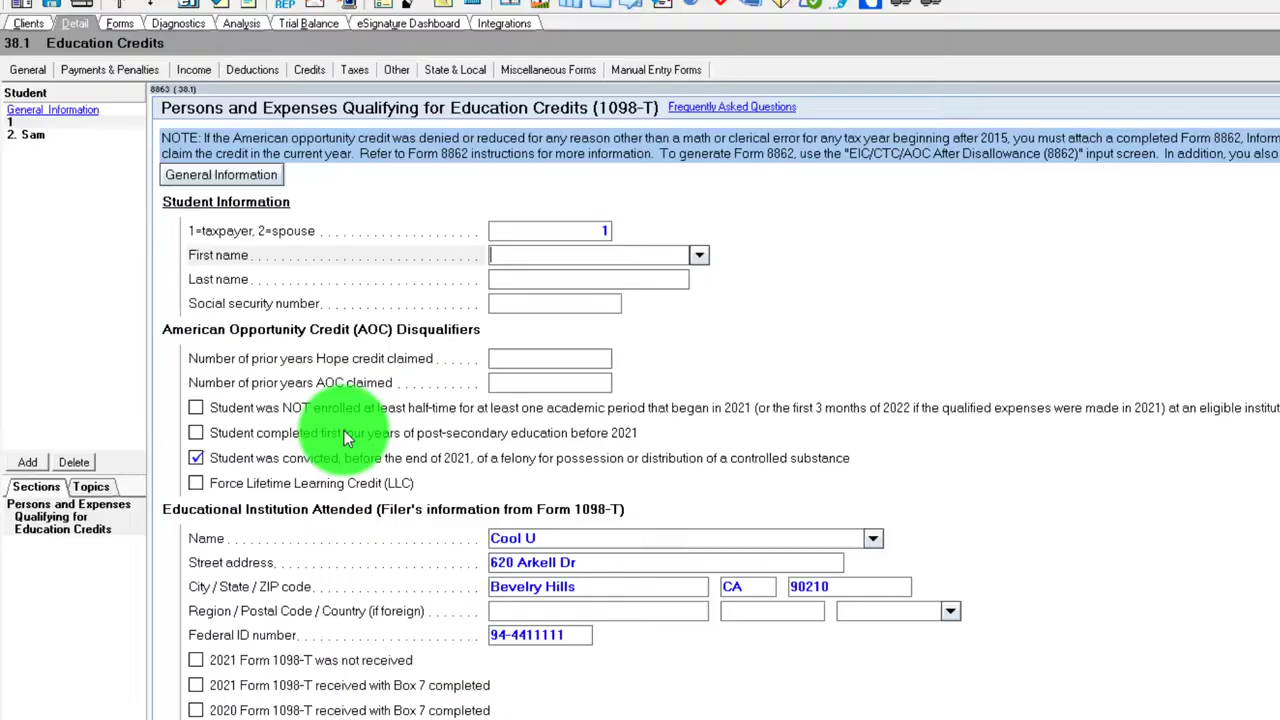 REP
Clients Detail Forms Diagnostics Analysis Trial Balance eSignature Dashboard Integrations
38.1 Education Credits
General Payments & Penalties Income Deductions Credits Taxes Other State & Local Miscellaneous Forms Manual Entry Forms
Student
General Information
1
2. Sam
Add Delete
Sections Topics
Persons and Expenses
Qualifying for
Education Credits
8863 (38.1)
Persons and Expenses Qualifying for Education Credits (1098-T) Frequently Asked Questions
NOTE: If the American opportunity credit was denied or reduced for any reason other than a math or clerical error for any tax year beginning after 2015, you must attach a completed Form 8862, Inform
claim the credit in the current year. Refer to Form 8862 instructions for more information. To generate Form 8862, use the "EIC/CTC/AOC After Disallowance (8862)" input screen. In addition, you also
General Information
Student Information
1=taxpayer, 2=spouse 1
First name
Last name
Social security number
American Opportunity Credit (AOC) Disqualifiers
Number of prior years Hope credit claimed
Number of prior years AOC claimed
Student was NOT enrolled at least half-time for at least one academic period that began in 2021 (or the first 3 months of 2022 if the qualified expenses were made in 2021) at an eligible institut
Student completed first four years of post-secondary education before 2021
Student was convicted, before the end of 2021, of a felony for possession or distribution of a controlled substance
Force Lifetime Learning Credit (LLC)
Educational Institution Attended (Filer's information from Form 1098-T)
Name Cool U
Street address 620 Arkell Dr
City / State / ZIP code Bevelry Hills CA 90210
Region / Postal Code / Country (if foreign)
Federal ID number 94-4411111
2021 Form 1098-T was not received
2021 Form 1098-T received with Box 7 completed
2020 Form 1098-T received with Box 7 completed